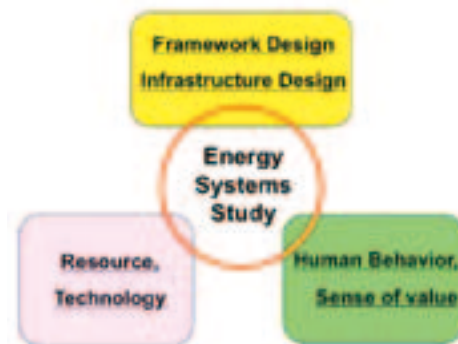 Framework Design
Infrastructure Design
Energy
Systems
Study
Resource,
Technology
Human Behavior,
Sense of value